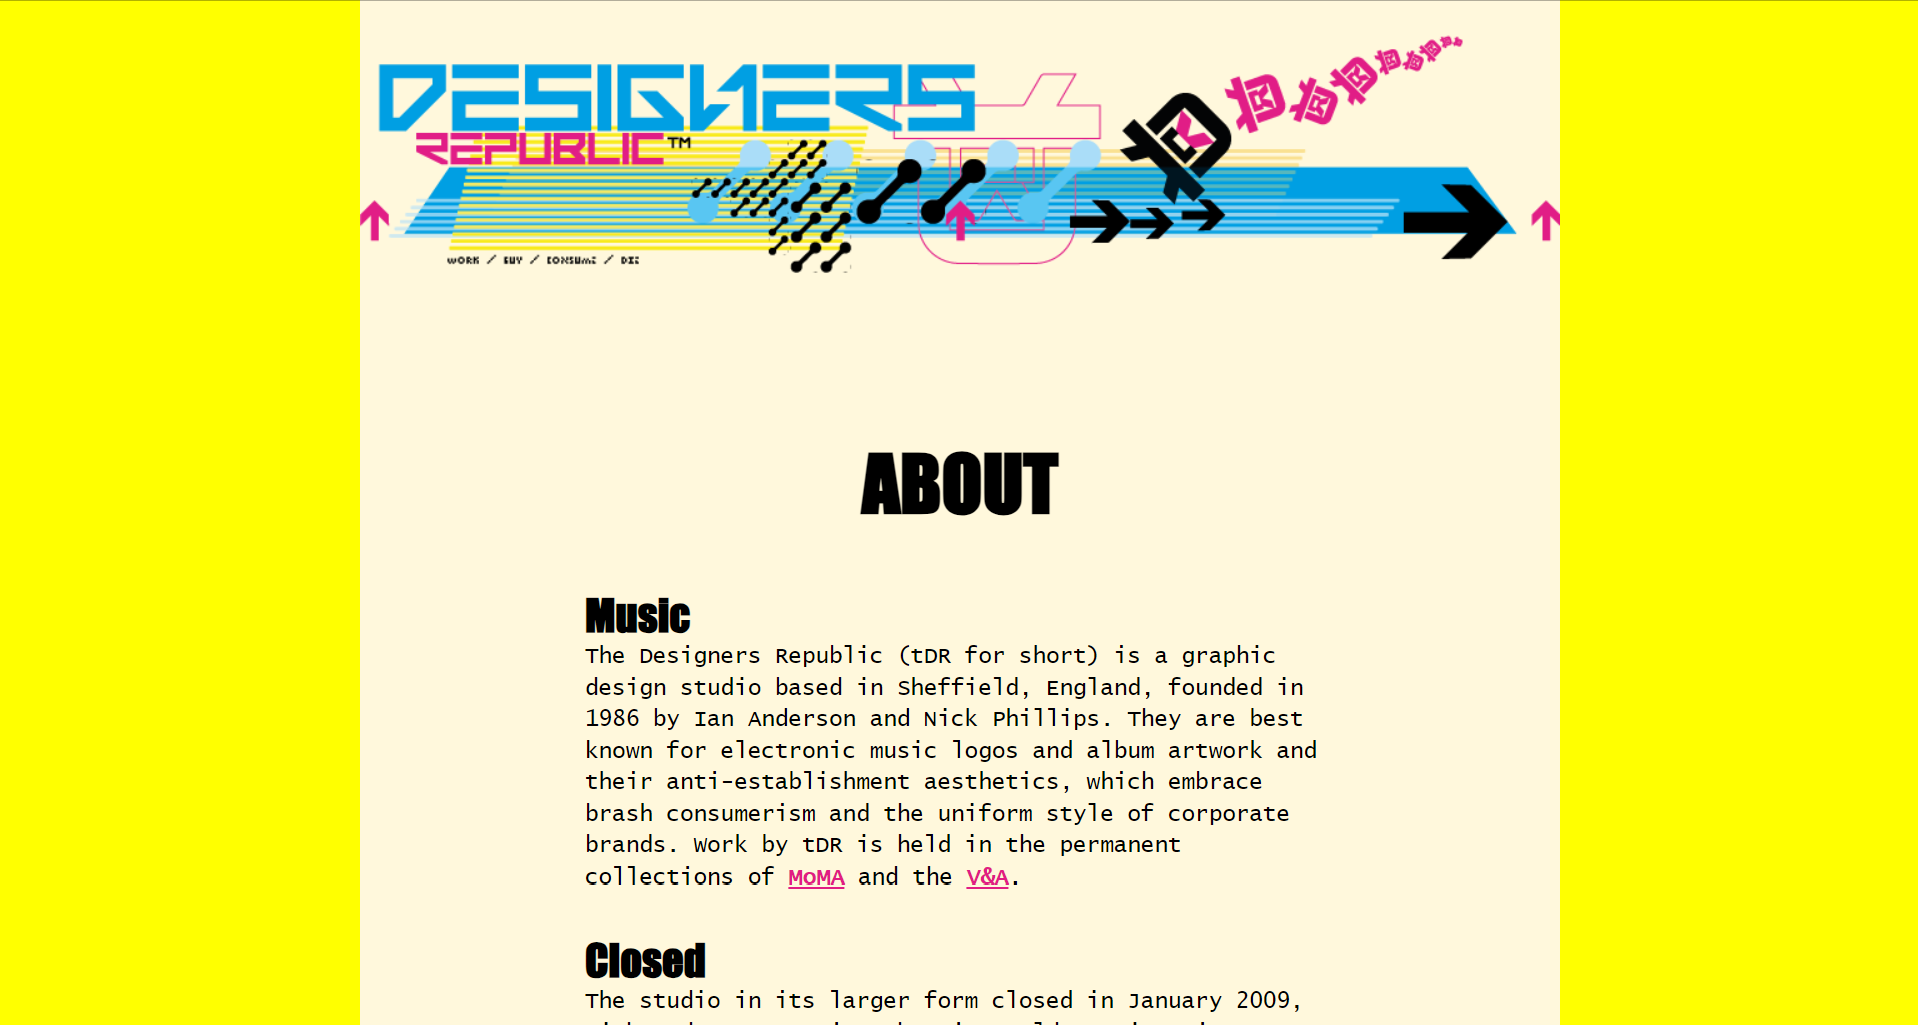 DESIGNERS
REPUBLIC™
WORK / BUY / CONSUME / DIE
ABOUT
Music
The Designers Republic (tDR for short) is a graphic
design studio based in Sheffield, England, founded in
1986 by Ian Anderson and Nick Phillips. They are best
known for electronic music logos and album artwork and
their anti-establishment aesthetics, which embrace
brash consumerism and the uniform style of corporate
brands. Work by tDR is held in the permanent
collections of MoMA and the V&A.
Closed
The studio in its larger form closed in January 2009,